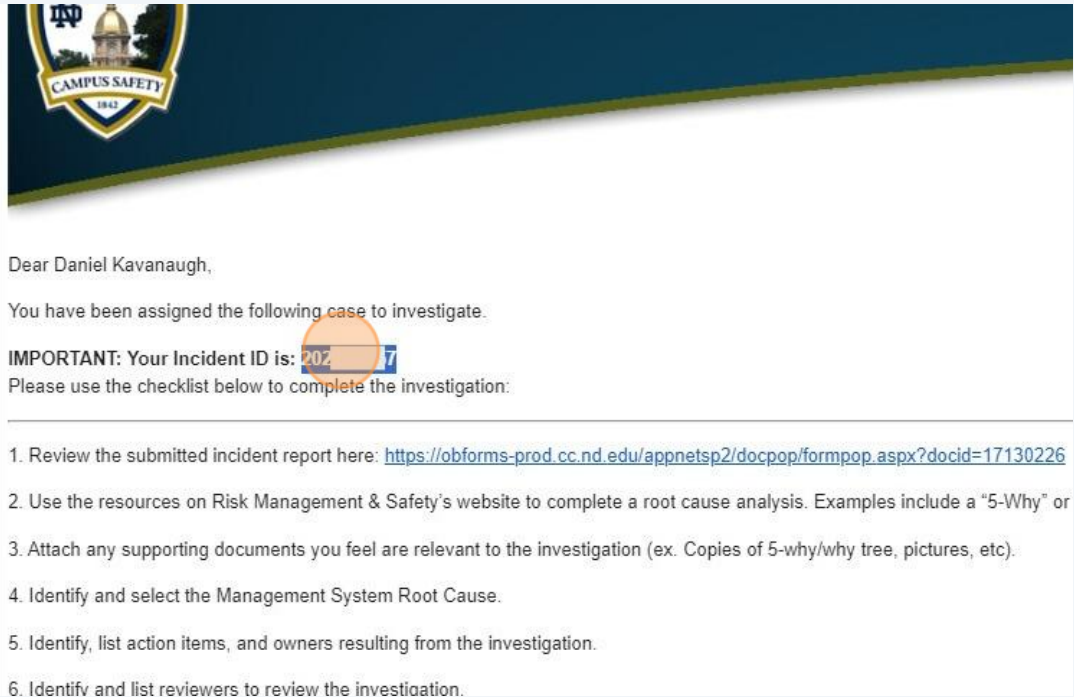 ND
CAMPUS SAFETY
1842
Dear Daniel Kavanaugh,
You have been assigned the following case to investigate.
IMPORTANT: Your Incident ID is: 202 7
Please use the checklist below to complete the investigation:
1. Review the submitted incident report here: https://obforms-prod.cc.nd.edu/appnetsp2/docpop/formpop.aspx?docid=17130226
2. Use the resources on Risk Management & Safety's website to complete a root cause analysis. Examples include a “5-Why” or
3. Attach any supporting documents you feel are relevant to the investigation (ex. Copies of 5-why/why tree, pictures, etc).
4. Identify and select the Management System Root Cause.
5. Identify, list action items, and owners resulting from the investigation.
6. Identify and list reviewers to review the investigation.